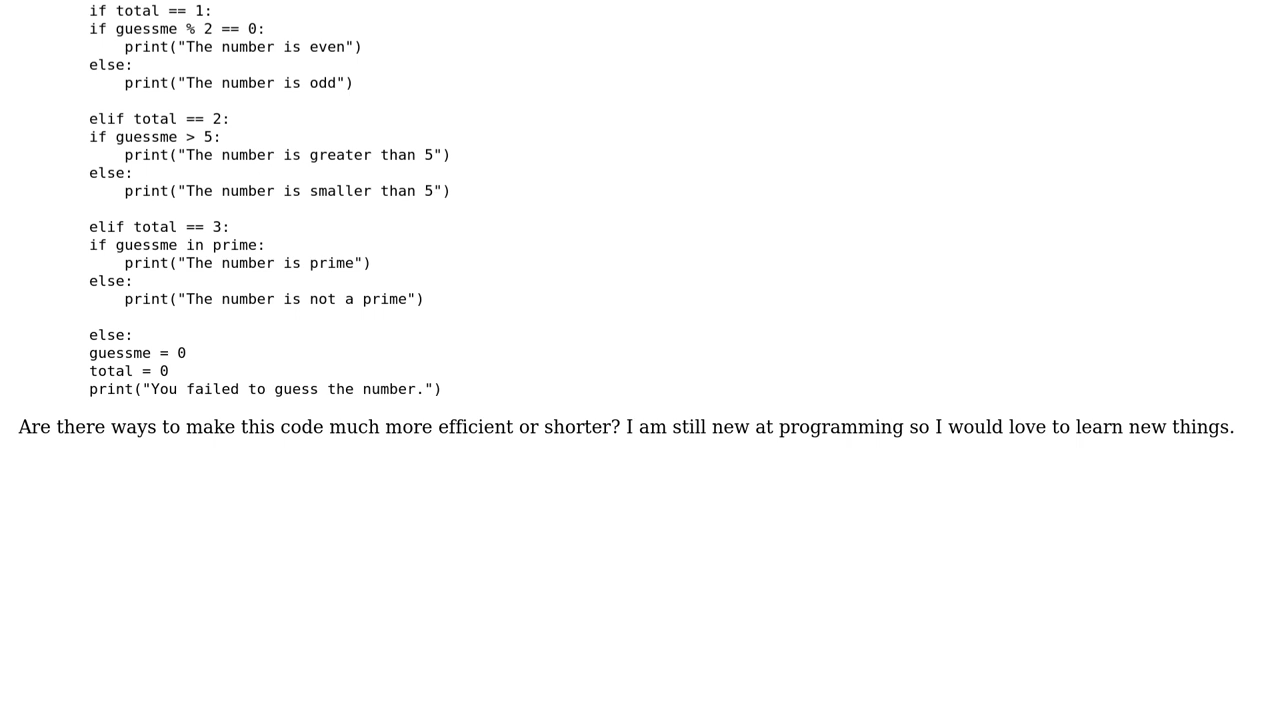 if total == 1:
if guessme % 2 == 0:
    print("The number is even")
else:
    print("The number is odd")

elif total == 2:
if guessme > 5:
    print("The number is greater than 5")
else:
    print("The number is smaller than 5")

elif total == 3:
if guessme in prime:
    print("The number is prime")
else:
    print("The number is not a prime")

else:
guessme = 0
total = 0
print("You failed to guess the number.")
Are there ways to make this code much more efficient or shorter? I am still new at programming so I would love to learn new things.